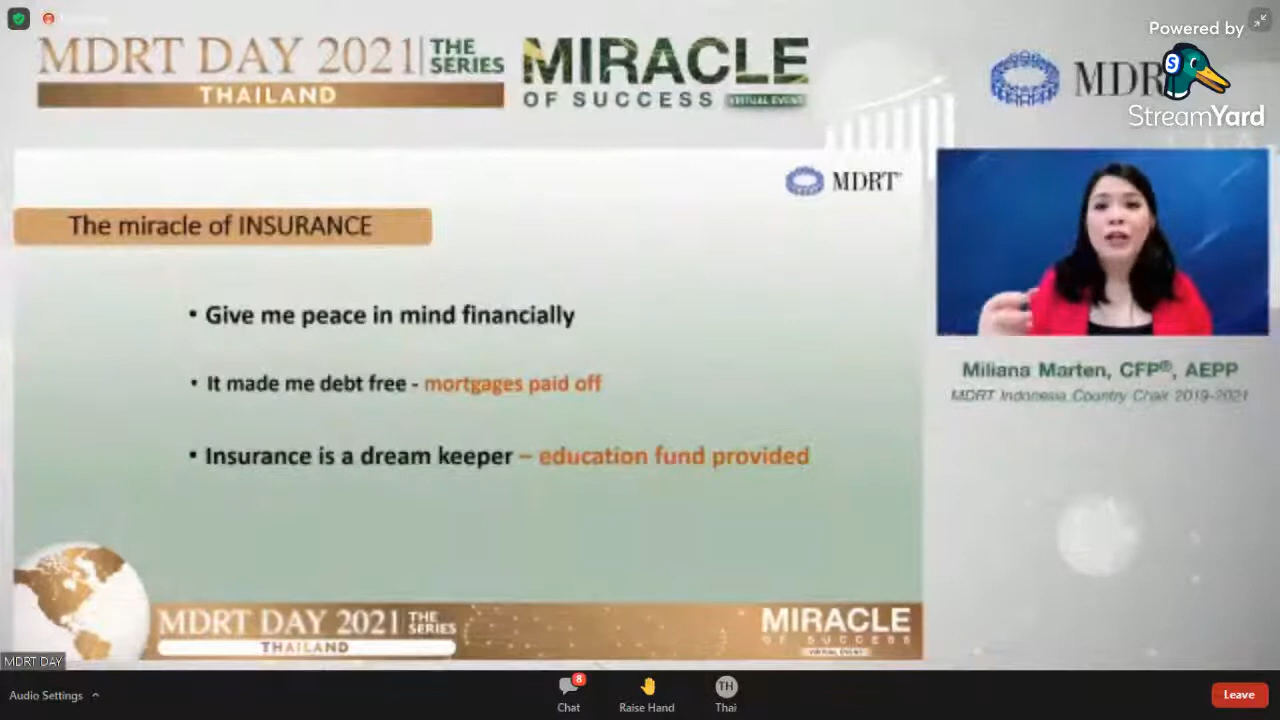 Powered by
StreamYard
MDRT DAY 2021 THE SERIES
THAILAND
MIRACLE
OF SUCCESS VIRTUAL EVENT
MDRT
The miracle of INSURANCE
• Give me peace in mind financially
• It made me debt free - mortgages paid off
• Insurance is a dream keeper – education fund provided
Miliana Marten, CFP®, AEPP
MDRT Indonesia Country Chair 2019-2021
MDRT DAY 2021 THE SERIES
THAILAND
MIRACLE
OF SUCCESS
VIRTUAL EVENT
MDRT DAY
Audio Settings
8
Chat
Raise Hand
TH
Thai
Leave